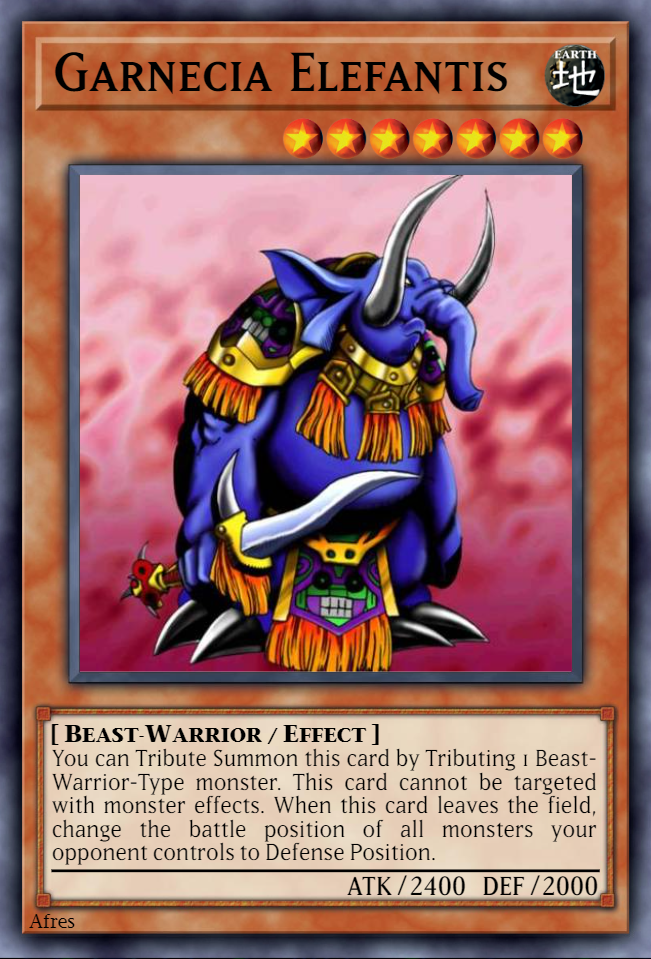 Garnecia Elefantis
EARTH
地
[ Beast-Warrior / Effect ]
You can Tribute Summon this card by Tributing 1 Beast-
Warrior-Type monster. This card cannot be targeted
with monster effects. When this card leaves the field,
change the battle position of all monsters your
opponent controls to Defense Position.
ATK / 2400 DEF / 2000
Afres